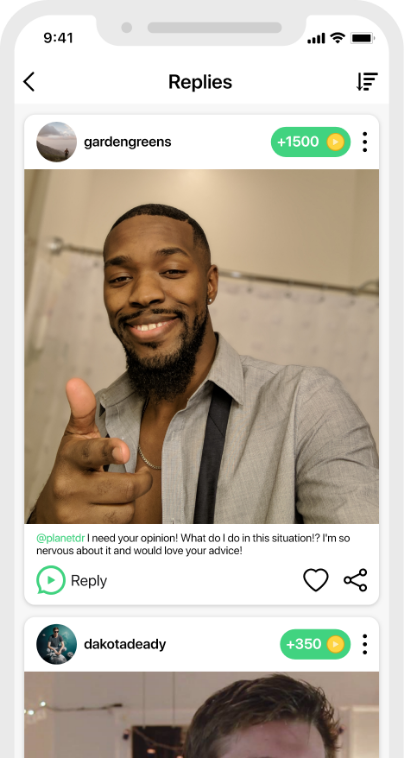 9:41
Replies
gardengreens
+1500
@planetdr I need your opinion! What do I do in this situation!? I'm so
nervous about it and would love your advice!
Reply
dakotadeady
+350